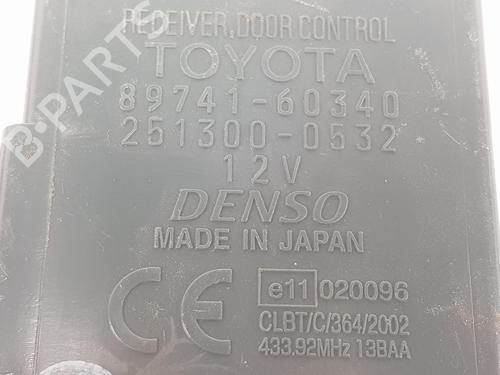 RECEIVER,DOOR CONTROL
TOYOTA
89741-60340
251300-0532
12V
DENSO
MADE IN JAPAN
CE
e11 020096
CLBT/C/364/2002
433.92MHz 13BAA
B-PARTS